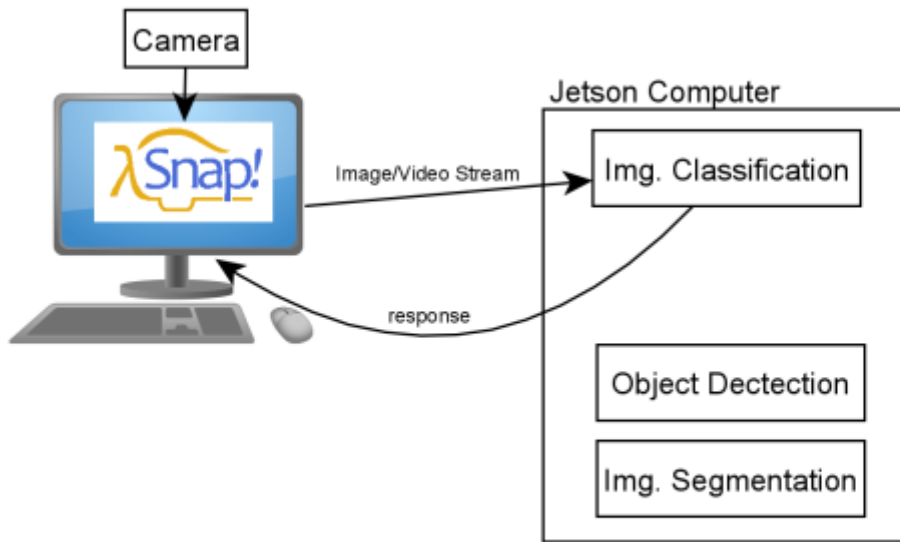 Camera
λSnap!
Jetson Computer
Image/Video Stream
Img. Classification
response
Object Dectection
Img. Segmentation